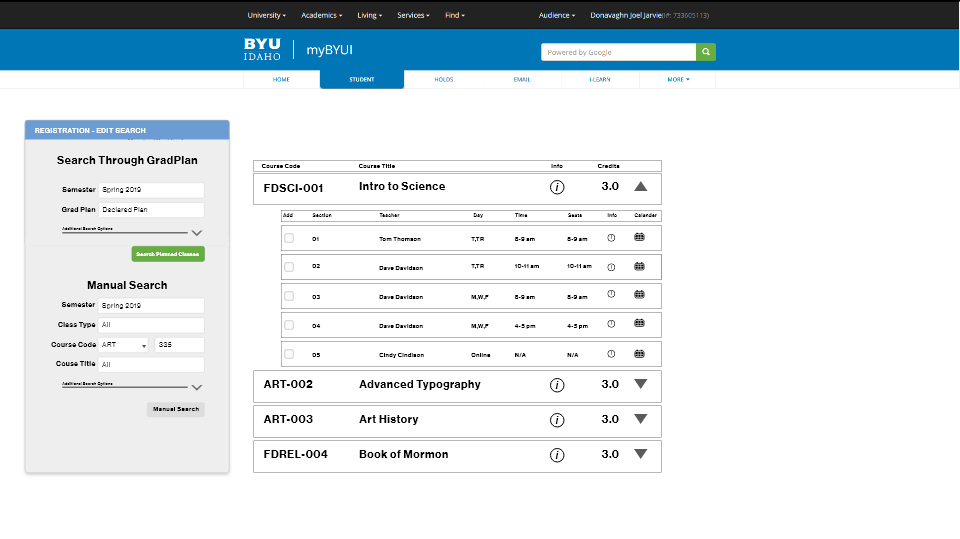 University Academics Living Services Find Audience Donavaghn Joel Jarvie(I#: 733605113)
BYU
IDAHO
myBYUI
Powered by Google
HOME STUDENT HOLDS EMAIL I-LEARN MORE
REGISTRATION - EDIT SEARCH
Search Through GradPlan
Semester Spring 2019
Grad Plan Declared Plan
Additional Search Options
Search Planned Classes
Manual Search
Semester Spring 2019
Class Type All
Course Code ART 335
Couse Title All
Additional Search Options
Manual Search
Course Code Course Title Info Credits
FDSCI-001 Intro to Science i 3.0
Add Section Teacher Day Time Seats Info Calander
01 Tom Thomson T,TR 8-9 am 8-9 am
02 Dave Davidson T,TR 10-11 am 10-11 am
03 Dave Davidson M,W,F 8-9 am 8-9 am
04 Dave Davidson M,W,F 4-5 pm 4-5 pm
05 Cindy Cindison Online N/A N/A
ART-002 Advanced Typography i 3.0
ART-003 Art History i 3.0
FDREL-004 Book of Mormon i 3.0